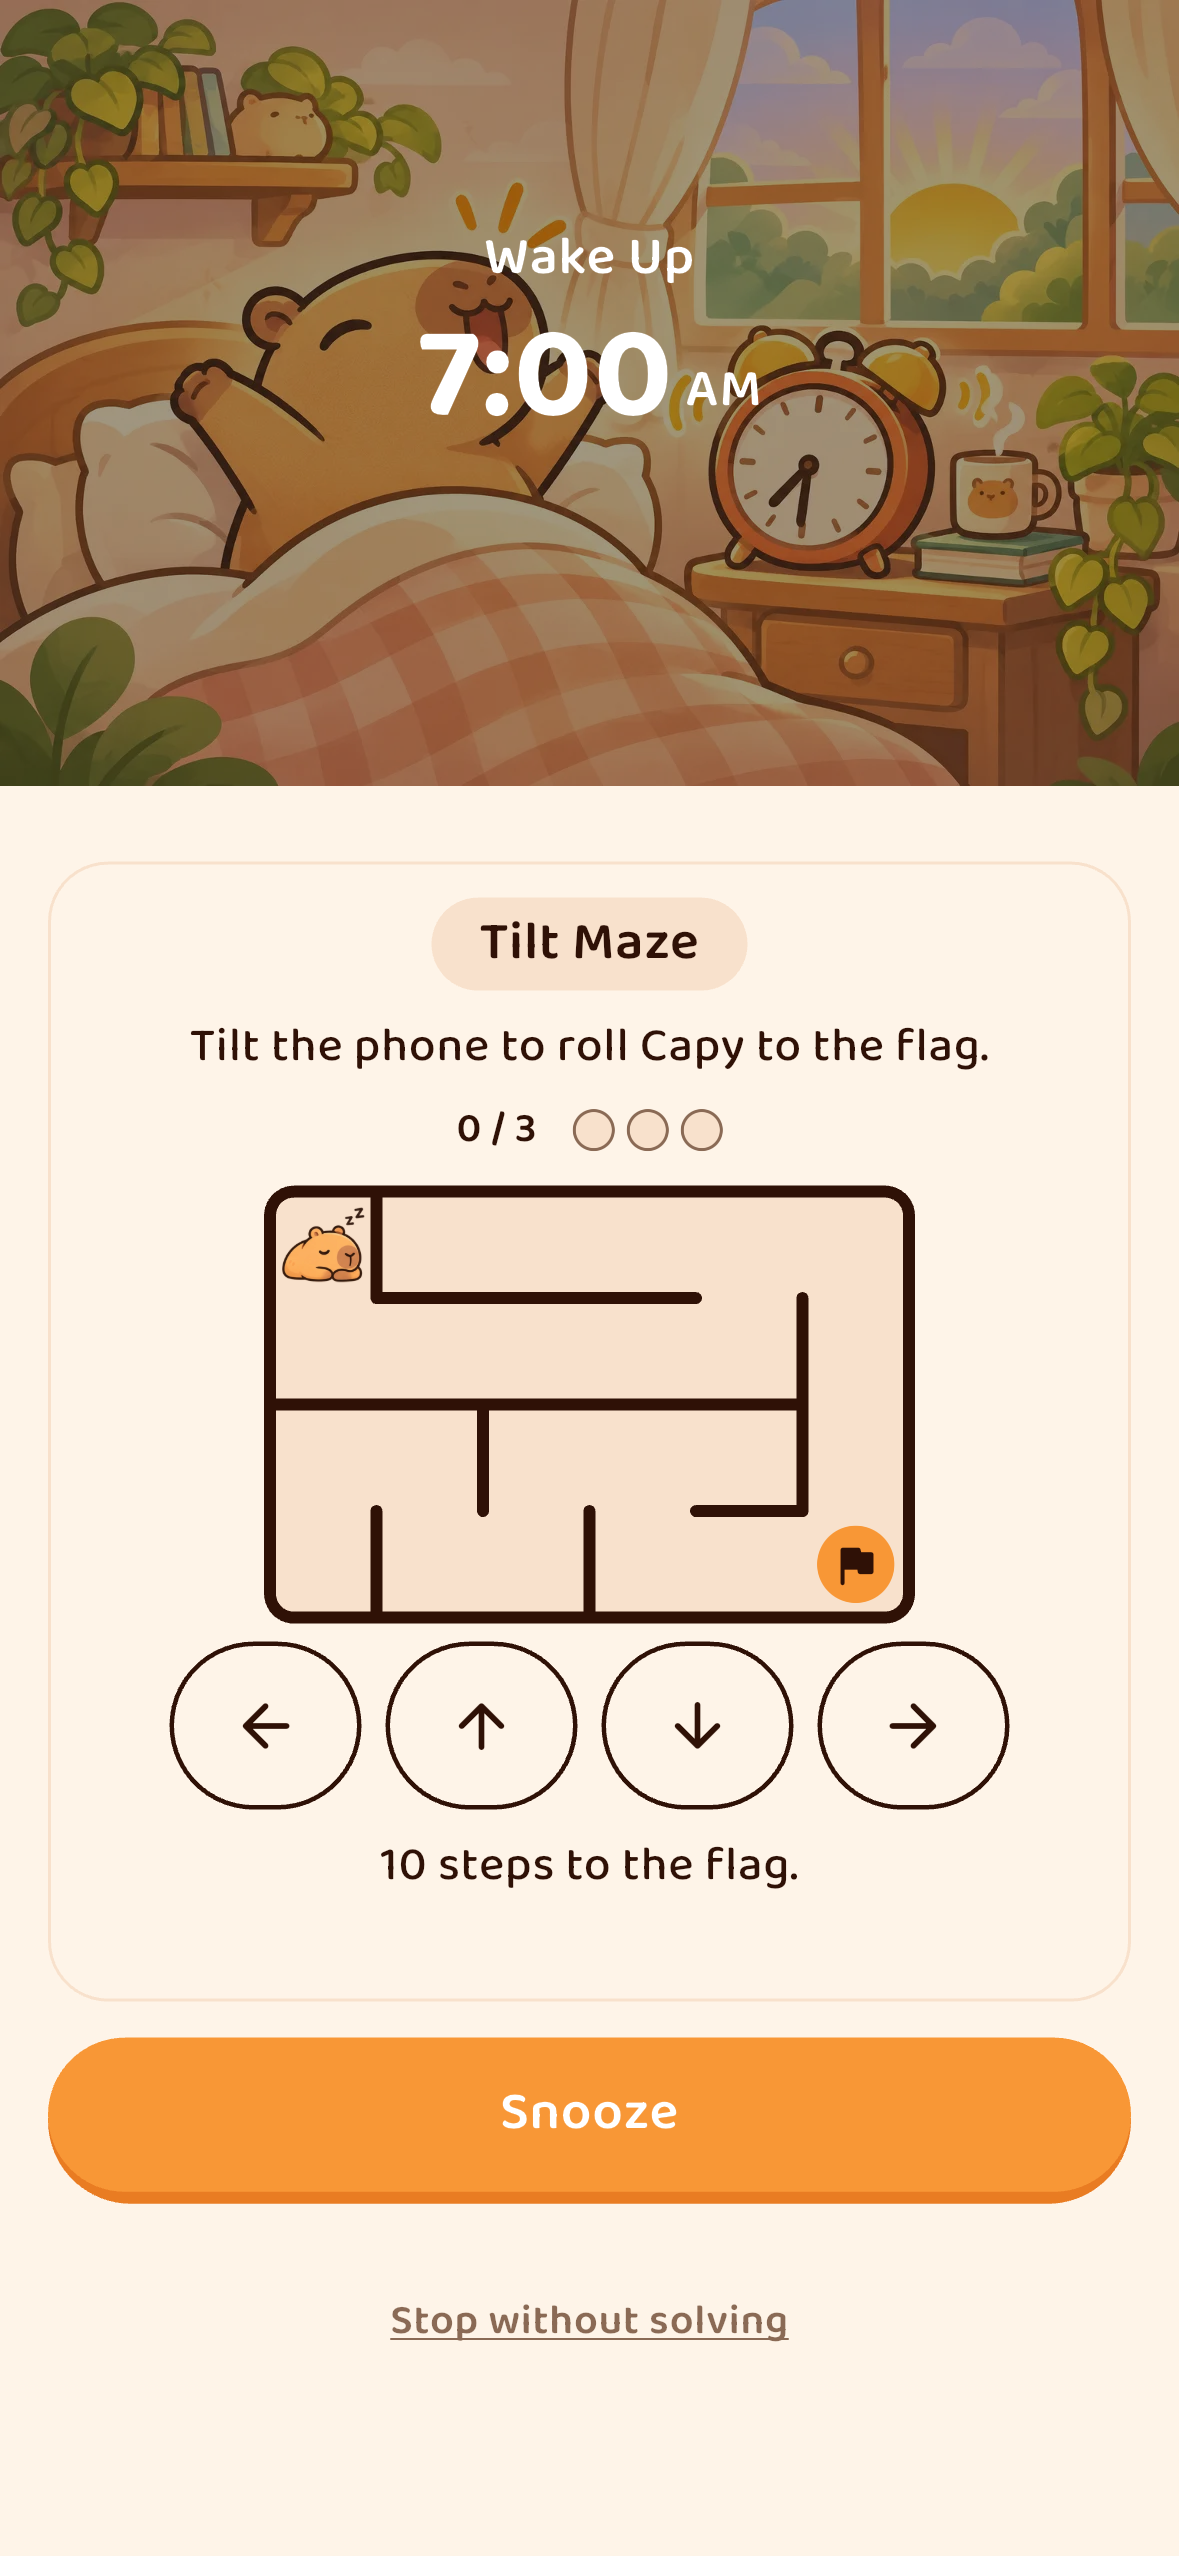 Wake Up
7:00 AM
Tilt Maze
Tilt the phone to roll Capy to the flag.
0 / 3
z z
10 steps to the flag.
Snooze
Stop without solving